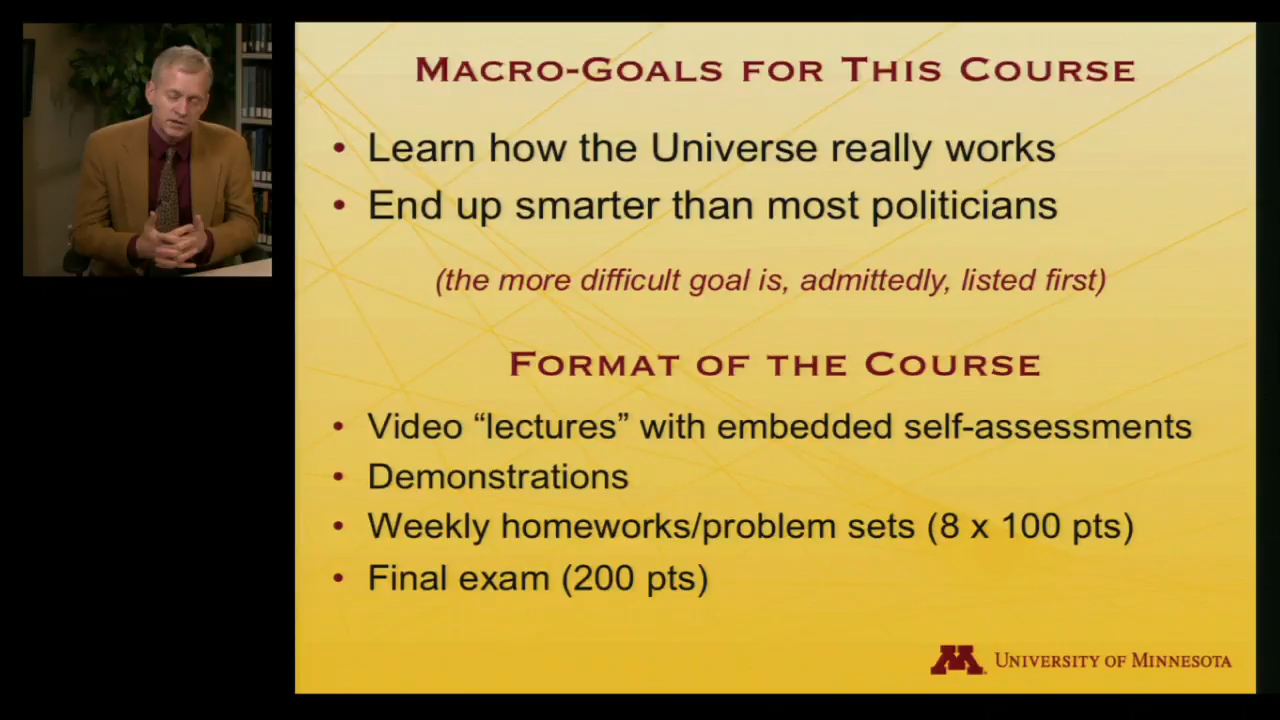 MACRO-GOALS FOR THIS COURSE
• Learn how the Universe really works
• End up smarter than most politicians
(the more difficult goal is, admittedly, listed first)
FORMAT OF THE COURSE
• Video “lectures” with embedded self-assessments
• Demonstrations
• Weekly homeworks/problem sets (8 x 100 pts)
• Final exam (200 pts)
M UNIVERSITY OF MINNESOTA